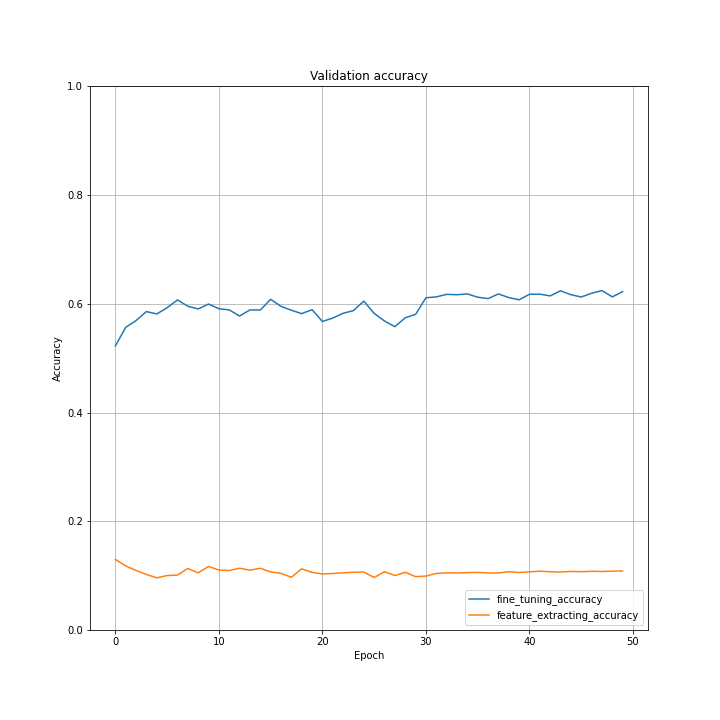 Validation accuracy
1.0
0.8
0.6
0.4
0.2
0.0
Accuracy
0 10 20 30 40 50
Epoch
fine_tuning_accuracy
feature_extracting_accuracy